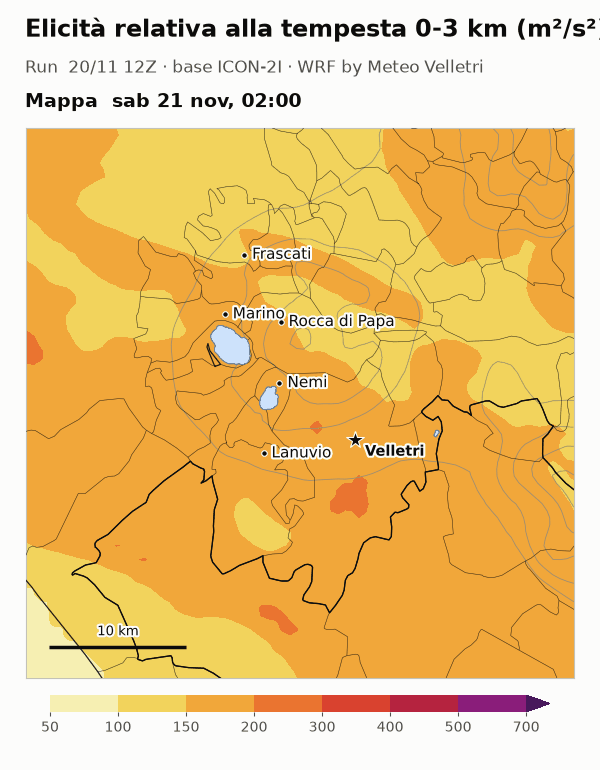 Elicità relativa alla tempesta 0-3 km (m²/s²)
Run  20/11 12Z · base ICON-2I · WRF by Meteo Velletri
Mappa  sab 21 nov, 02:00
Frascati
Marino
Rocca di Papa
Nemi
Velletri
Lanuvio
10 km
50 100 150 200 300 400 500 700